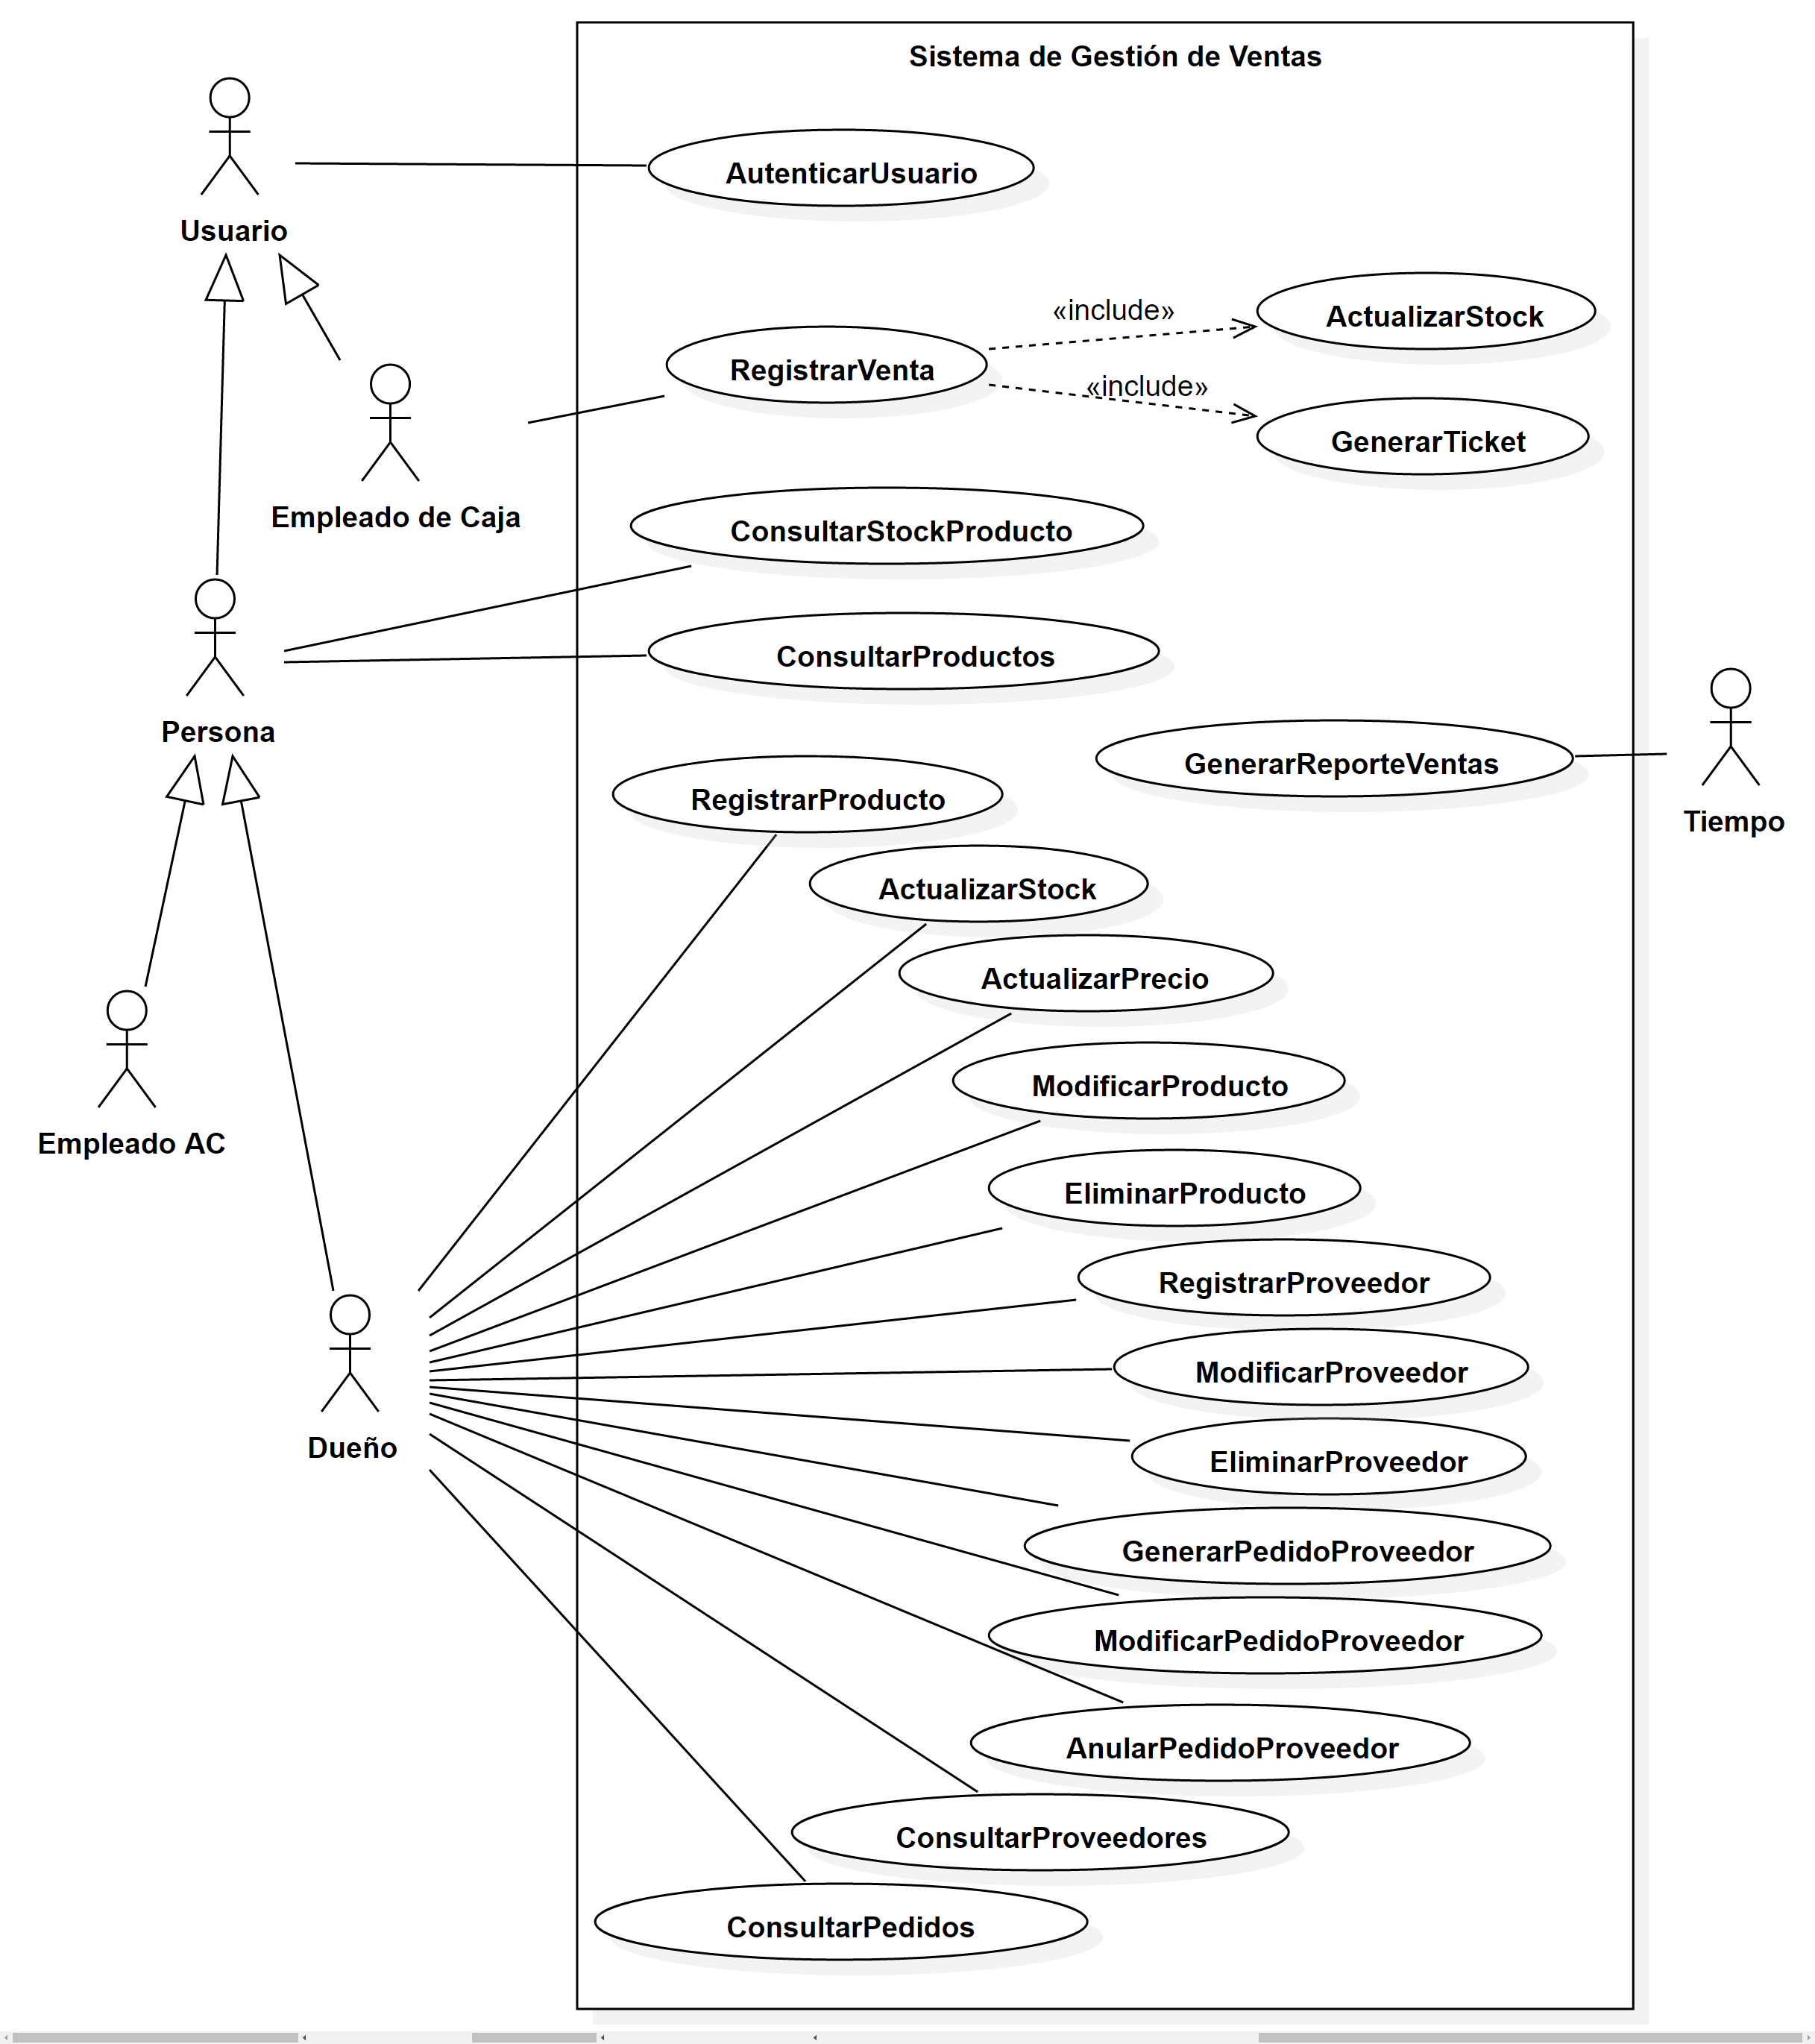 Sistema de Gestión de Ventas
AutenticarUsuario
Usuario
«include»
ActualizarStock
RegistrarVenta
«include»
GenerarTicket
Empleado de Caja
ConsultarStockProducto
ConsultarProductos
Persona
GenerarReporteVentas
RegistrarProducto
Tiempo
ActualizarStock
ActualizarPrecio
ModificarProducto
Empleado AC
EliminarProducto
RegistrarProveedor
ModificarProveedor
Dueño
EliminarProveedor
GenerarPedidoProveedor
ModificarPedidoProveedor
AnularPedidoProveedor
ConsultarProveedores
ConsultarPedidos